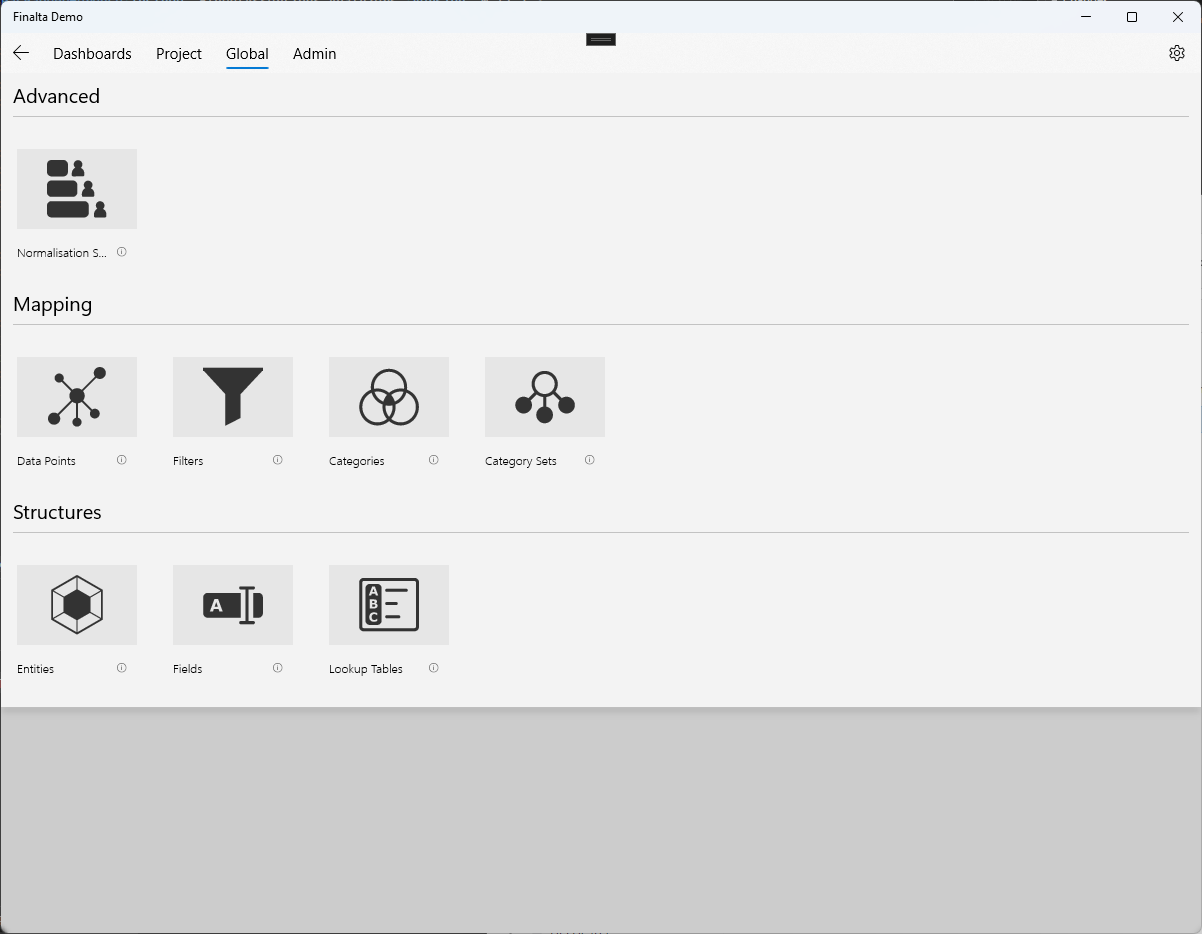 Finalta Demo
Dashboards Project Global Admin
Advanced
Normalisation S...
Mapping
Data Points Filters Categories Category Sets
Structures
A
A
B
C
Entities Fields Lookup Tables